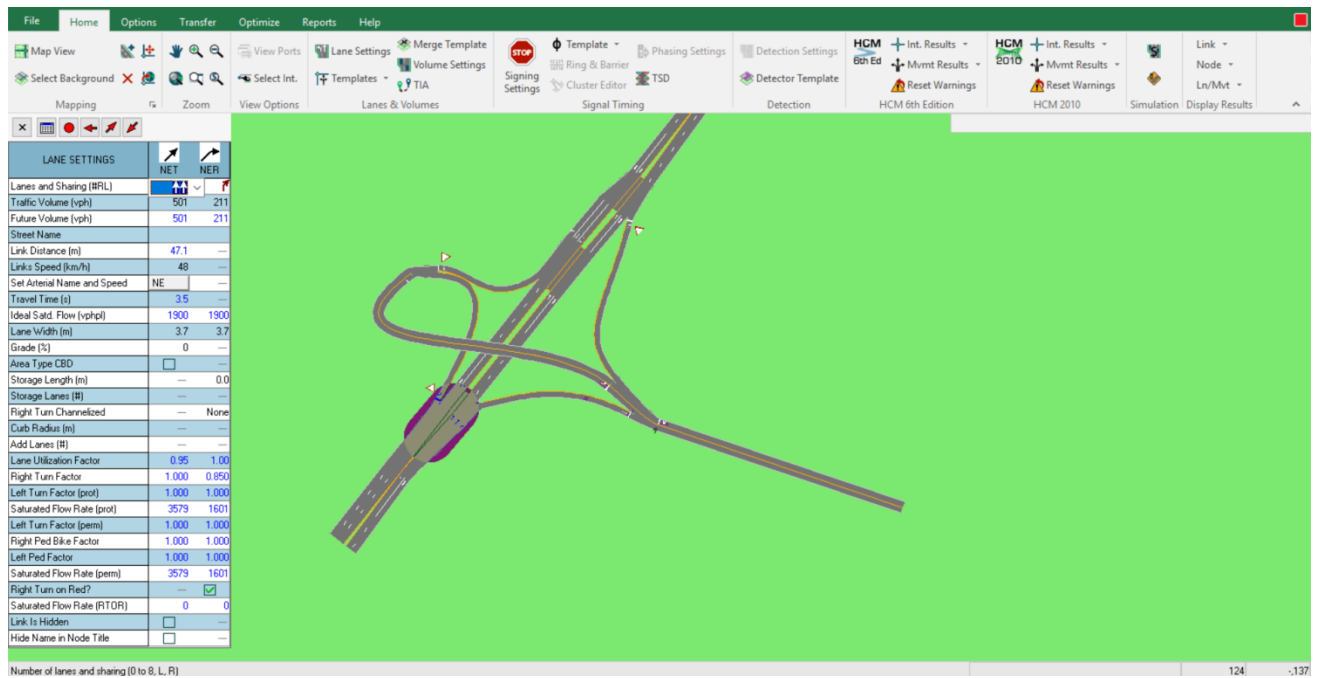 File Home Options Transfer Optimize Reports Help
Map View View Ports Lane Settings Merge Template Template Phasing Settings Detection Settings HCM 6th Ed Int. Results HCM 2010 Int. Results Link
Volume Settings STOP Ring & Barrier Mvmt Results Mvmt Results Node
Select Background Select Int. Templates TIA Signing Settings Cluster Editor TSD Detector Template Reset Warnings Reset Warnings Ln/Mvt
Mapping Zoom View Options Lanes & Volumes Signal Timing Detection HCM 6th Edition HCM 2010 Simulation Display Results
LANE SETTINGS NET NER
Lanes and Sharing (#RL)
Traffic Volume (vph) 501 211
Future Volume (vph) 501 211
Street Name
Link Distance (m) 47.1 —
Links Speed (km/h) 48 —
Set Arterial Name and Speed NE —
Travel Time (s) 3.5 —
Ideal Satd. Flow (vphpl) 1900 1900
Lane Width (m) 3.7 3.7
Grade (%) 0 —
Area Type CBD —
Storage Length (m) — 0.0
Storage Lanes (#) — —
Right Turn Channelized — None
Curb Radius (m) — —
Add Lanes (#) — —
Lane Utilization Factor 0.95 1.00
Right Turn Factor 1.000 0.850
Left Turn Factor (prot) 1.000 1.000
Saturated Flow Rate (prot) 3579 1601
Left Turn Factor (perm) 1.000 1.000
Right Ped Bike Factor 1.000 1.000
Left Ped Factor 1.000 1.000
Saturated Flow Rate (perm) 3579 1601
Right Turn on Red? —
Saturated Flow Rate (RTOR) 0 0
Link Is Hidden —
Hide Name in Node Title —
Number of lanes and sharing (0 to 8, L, R) 124 -,137